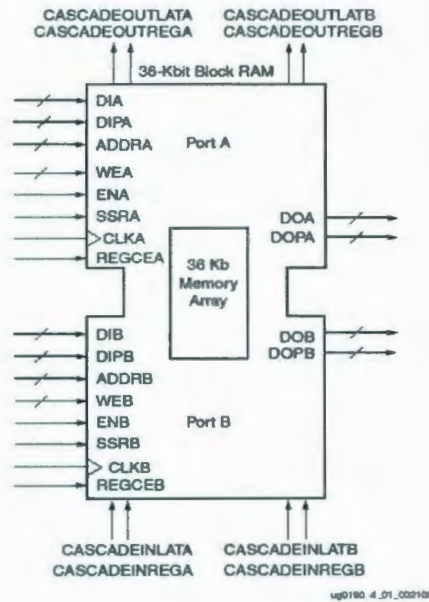 CASCADEOUTLATA CASCADEOUTLATB
CASCADEOUTREGA CASCADEOUTREGB
36-Kbit Block RAM
DIA
DIPA
ADDRA
Port A
WEA
ENA
SSRA
DOA
CLKA
DOPA
REGCEA
36 Kb
Memory
Array
DIB
DOB
DIPB
DOPB
ADDRB
WEB
ENB
Port B
SSRB
CLKB
REGCEB
CASCADEINLATA CASCADEINLATB
CASCADEINREGA CASCADEINREGB